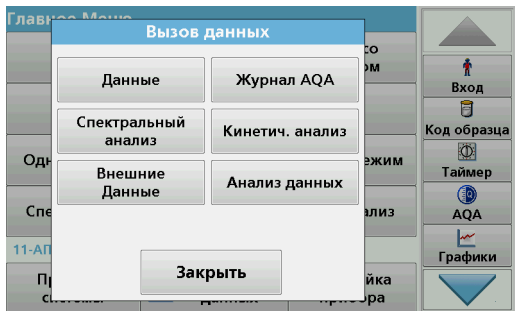 Главное Меню
Вызов данных
Данные
Журнал AQA
Спектральный
анализ
Кинетич. анализ
Внешние
Данные
Анализ данных
Закрыть
Вход
Код образца
Таймер
AQA
Графики